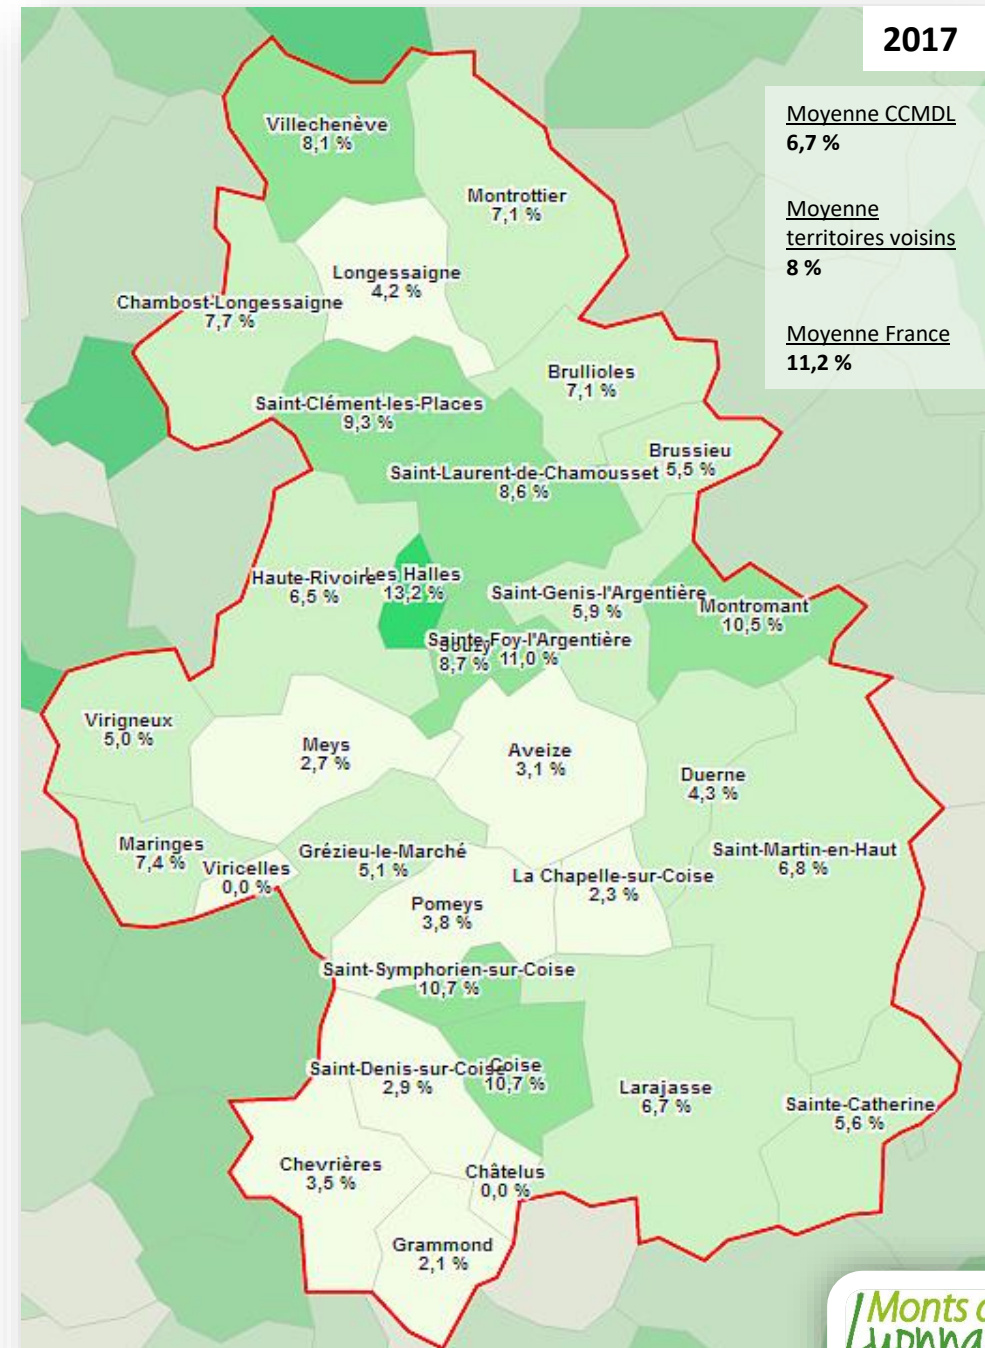 2017
Moyenne CCMDL
6,7 %
Moyenne
territoires voisins
8 %
Moyenne France
11,2 %
Villechenève
8,1 %
Montrottier
7,1 %
Longessaigne
4,2 %
Chambost-Longessaigne
7,7 %
Brullioles
7,1 %
Saint-Clément-les-Places
9,3 %
Brussieu
5,5 %
Saint-Laurent-de-Chamousset
8,6 %
Haute-Rivoire
6,5 %
Les Halles
13,2 %
Saint-Genis-l'Argentière
5,9 %
Montromant
10,5 %
Sainte-Foy-l'Argentière
11,0 %
Souzy
8,7 %
Virigneux
5,0 %
Meys
2,7 %
Aveize
3,1 %
Duerne
4,3 %
Maringes
7,4 %
Viricelles
0,0 %
Grézieu-le-Marché
5,1 %
Saint-Martin-en-Haut
6,8 %
La Chapelle-sur-Coise
2,3 %
Pomeys
3,8 %
Saint-Symphorien-sur-Coise
10,7 %
Saint-Denis-sur-Coise
2,9 %
Coise
10,7 %
Larajasse
6,7 %
Sainte-Catherine
5,6 %
Chevrières
3,5 %
Châtelus
0,0 %
Grammond
2,1 %
Monts